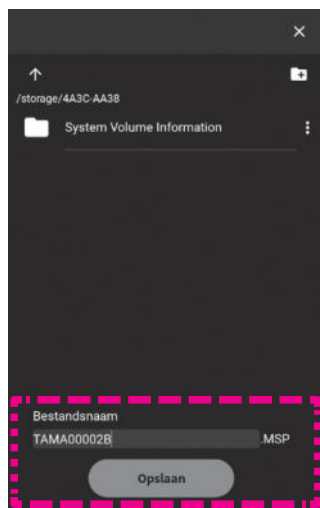 /storage/4A3C-AA38
System Volume Information
Bestandsnaam
TAMA00002B .MSP
Opslaan